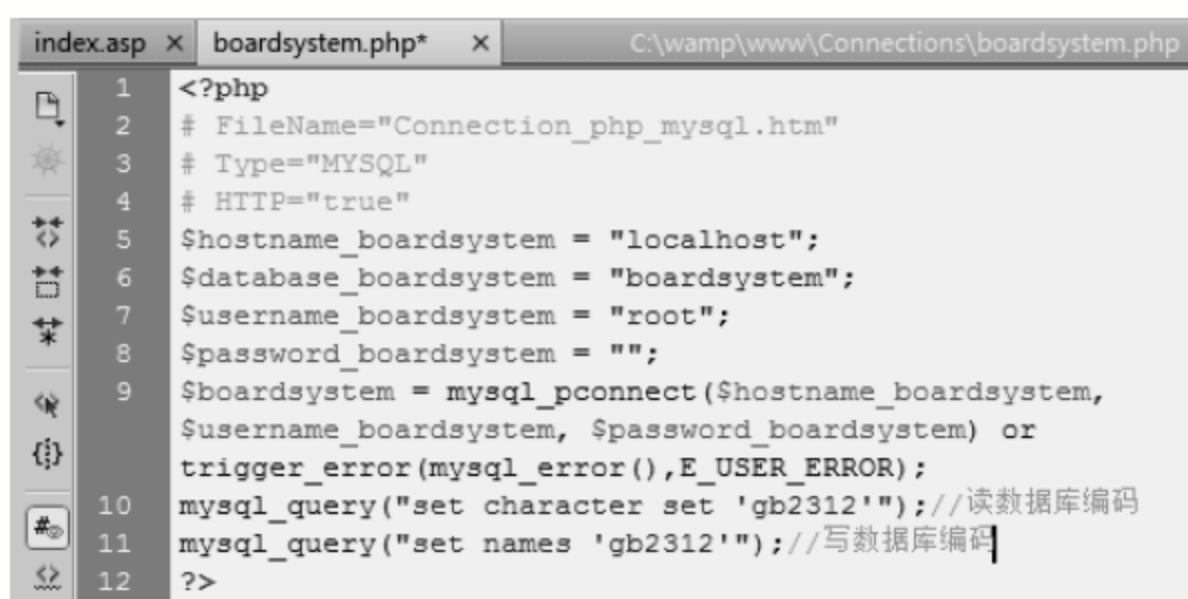 index.asp × boardsystem.php* × C:\wamp\www\Connections\boardsystem.php
1 <?php
2 # FileName="Connection_php_mysql.htm"
3 # Type="MYSQL"
4 # HTTP="true"
5 $hostname_boardsystem = "localhost";
6 $database_boardsystem = "boardsystem";
7 $username_boardsystem = "root";
8 $password_boardsystem = "";
9 $boardsystem = mysql_pconnect($hostname_boardsystem,
$username_boardsystem, $password_boardsystem) or
trigger_error(mysql_error(),E_USER_ERROR);
10 mysql_query("set character set 'gb2312'");//读数据库编码
11 mysql_query("set names 'gb2312'");//写数据库编码
12 ?>